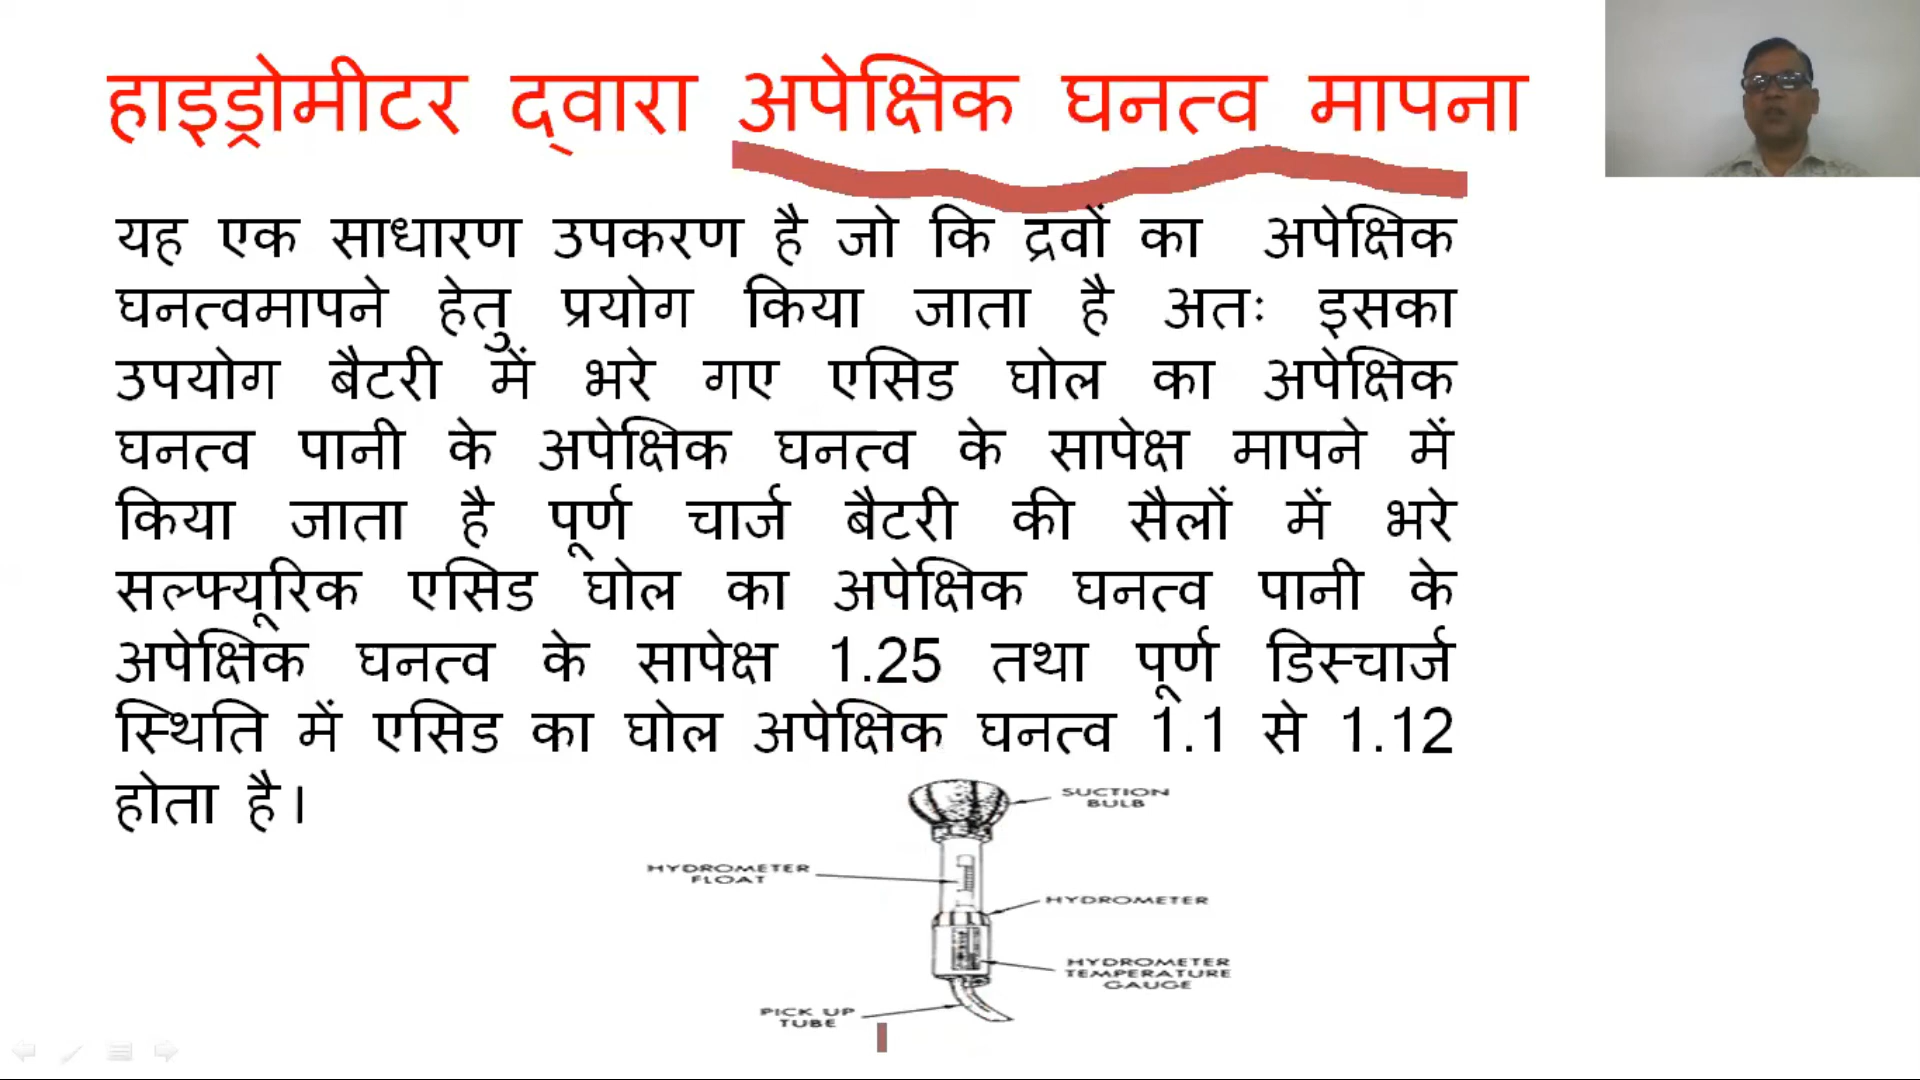 हाइड्रोमीटर द्वारा अपेक्षिक घनत्व मापना
यह एक साधारण उपकरण है जो कि द्रवों का अपेक्षिक
घनत्वमापने हेतु प्रयोग किया जाता है अतः इसका
उपयोग बैटरी में भरे गए एसिड घोल का अपेक्षिक
घनत्व पानी के अपेक्षिक घनत्व के सापेक्ष मापने में
किया जाता है पूर्ण चार्ज बैटरी की सैलों में भरे
सल्फ्यूरिक एसिड घोल का अपेक्षिक घनत्व पानी के
अपेक्षिक घनत्व के सापेक्ष 1.25 तथा पूर्ण डिस्चार्ज
स्थिति में एसिड का घोल अपेक्षिक घनत्व 1.1 से 1.12
होता है।
SUCTION
BULB
HYDROMETER
FLOAT
HYDROMETER
HYDROMETER
TEMPERATURE
GAUGE
PICK UP
TUBE